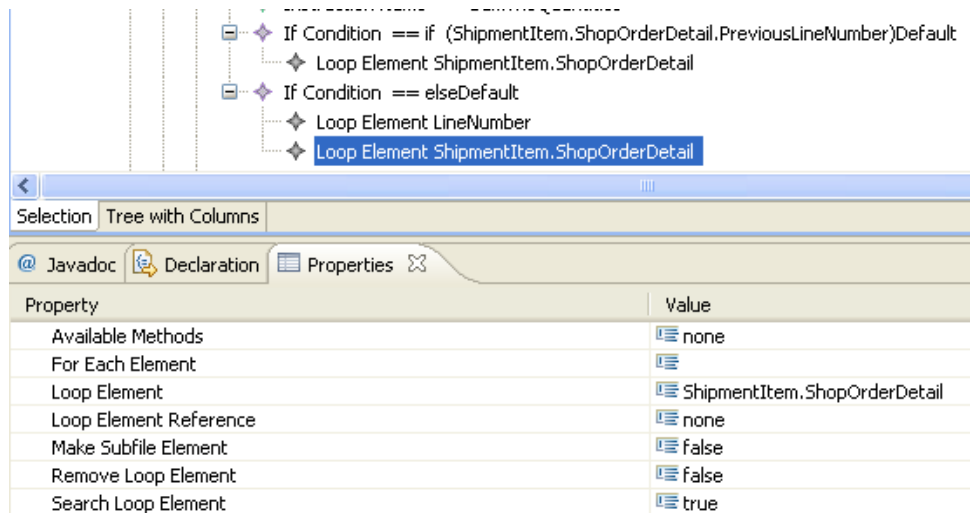 If Condition == if (ShipmentItem.ShopOrderDetail.PreviousLineNumber)Default
Loop Element ShipmentItem.ShopOrderDetail
If Condition == elseDefault
Loop Element LineNumber
Loop Element ShipmentItem.ShopOrderDetail
Selection Tree with Columns
@ Javadoc Declaration Properties
Property Value
Available Methods none
For Each Element
Loop Element ShipmentItem.ShopOrderDetail
Loop Element Reference none
Make Subfile Element false
Remove Loop Element false
Search Loop Element true